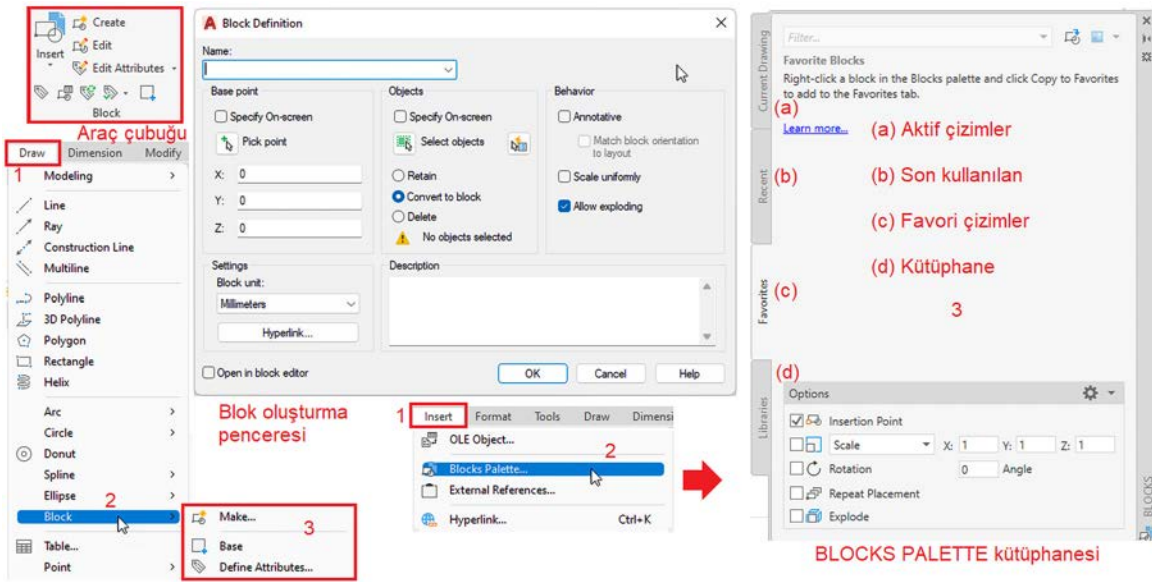 Create
Edit
Insert
Edit Attributes
Block
Araç çubuğu
Draw Dimension Modify
1
Modeling
Line
Ray
Construction Line
Multiline
Polyline
3D Polyline
Polygon
Rectangle
Helix
Arc
Circle
Donut
Spline
Ellipse
2
Block
Table...
Point
Make...
3
Base
Define Attributes...
A Block Definition
Name:
Base point
Specify On-screen
Pick point
X: 0
Y: 0
Z: 0
Objects
Specify On-screen
Select objects
Retain
Convert to block
Delete
No objects selected
Behavior
Annotative
Match block orientation
to layout
Scale uniformly
Allow exploding
Settings
Block unit:
Millimeters
Hyperlink...
Description
Open in block editor
OK Cancel Help
Blok oluşturma
penceresi
1
Insert Format Tools Draw Dimensi
OLE Object...
2
Blocks Palette...
External References...
Hyperlink... Ctrl+K
Current Drawing
Recent
Favorites
Libraries
Filter...
Favorite Blocks
Right-click a block in the Blocks palette and click Copy to Favorites
to add to the Favorites tab.
(a)
Learn more...
(a) Aktif çizimler
(b)
(b) Son kullanılan
(c) Favori çizimler
(d) Kütüphane
(c)
3
(d)
Options
Insertion Point
Scale X: 1 Y: 1 Z: 1
Rotation 0 Angle
Repeat Placement
Explode
BLOCKS
BLOCKS PALETTE kütüphanesi